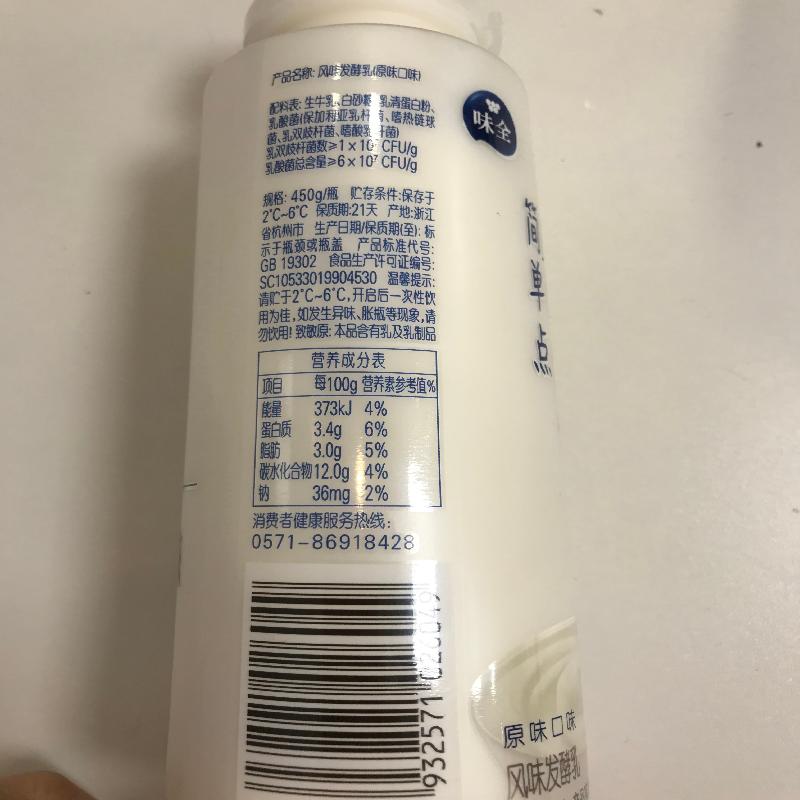 产品名称: 风味发酵乳(原味口味)
配料表: 生牛乳、白砂糖、乳清蛋白粉、
乳酸菌(保加利亚乳杆菌、嗜热链球
菌、乳双歧杆菌、嗜酸乳杆菌)
乳双歧杆菌数≥1×10⁷ CFU/g
乳酸菌总含量≥6×10⁷ CFU/g
规格: 450g/瓶 贮存条件:保存于
2℃~6℃ 保质期:21天 产地:浙江
省杭州市 生产日期/保质期(至): 标
示于瓶颈或瓶盖 产品标准代号:
GB 19302 食品生产许可证编号:
SC10533019904530 温馨提示:
请贮于2℃~6℃,开启后一次性饮
用为佳,如发生异味、胀瓶等现象,请
勿饮用! 致敏原: 本品含有乳及乳制品
营养成分表
项目 每100g 营养素参考值%
能量 373kJ 4%
蛋白质 3.4g 6%
脂肪 3.0g 5%
碳水化合物 12.0g 4%
钠 36mg 2%
消费者健康服务热线:
0571-86918428
932571
味全
简单点
原味口味
风味发酵乳